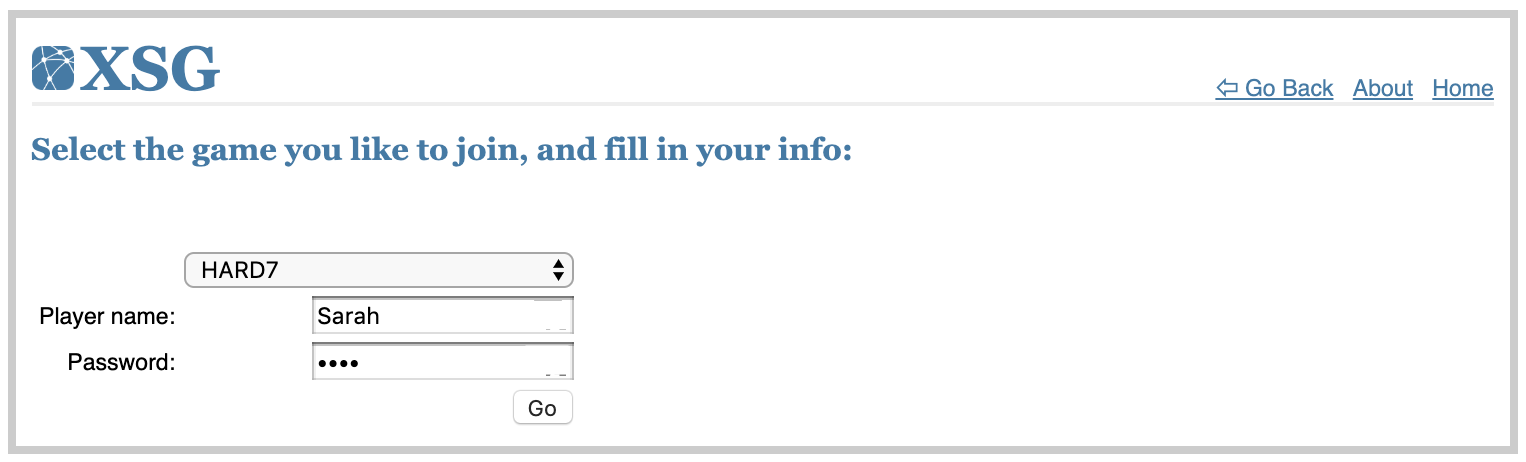 XSG
⇦ Go Back About Home
Select the game you like to join, and fill in your info:
HARD7
Player name: Sarah
Password: ••••
Go